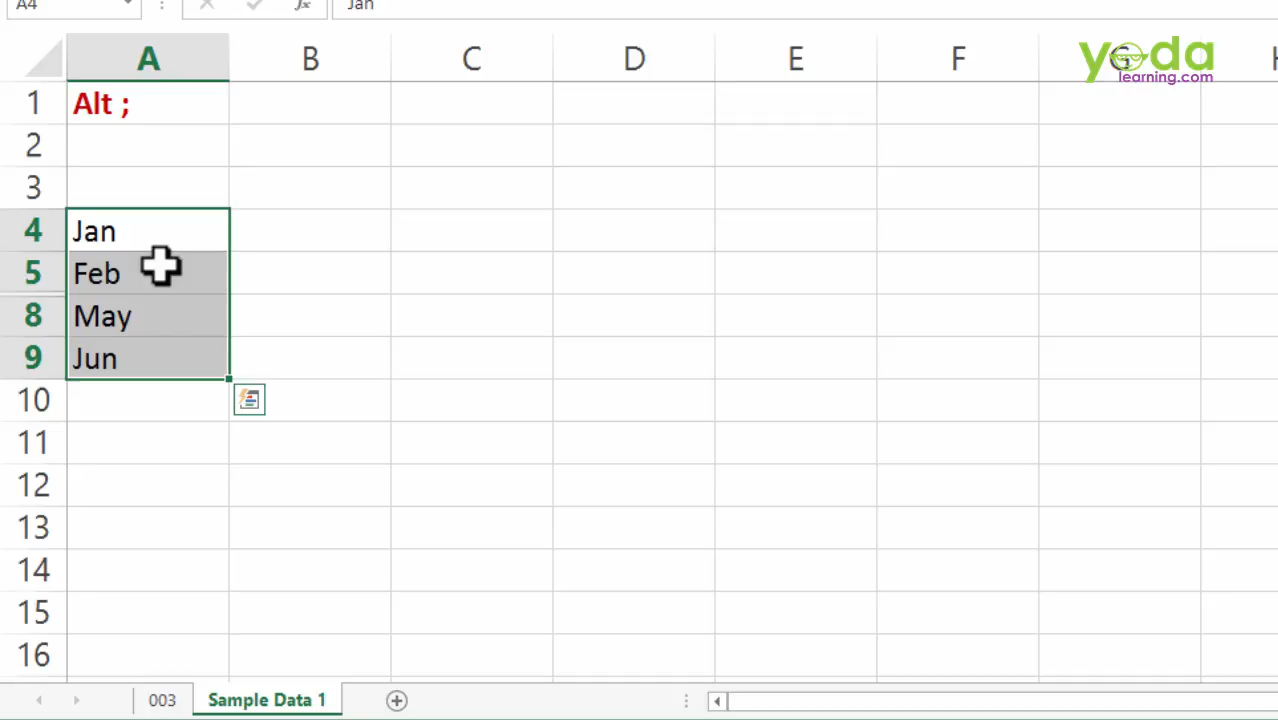 A4 fx Jan
yoda
learning.com
A B C D E F G H
1 Alt ;
2
3
4 Jan
5 Feb
8 May
9 Jun
10
11
12
13
14
15
16
003 Sample Data 1